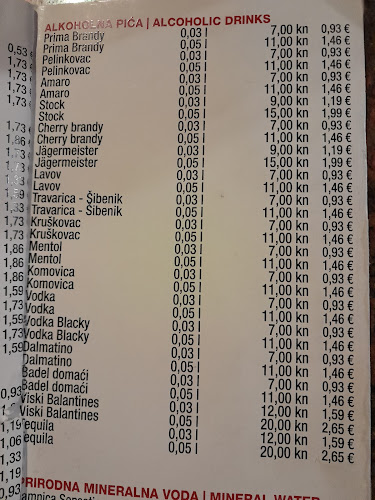 ALKOHOLNA PIĆA | ALCOHOLIC DRINKS
Prima Brandy 0,03 l 7,00 kn 0,93 €
Prima Brandy 0,05 l 11,00 kn 1,46 €
Pelinkovac 0,03 l 7,00 kn 0,93 €
Pelinkovac 0,05 l 11,00 kn 1,46 €
Amaro 0,03 l 7,00 kn 0,93 €
Amaro 0,05 l 11,00 kn 1,46 €
Stock 0,03 l 9,00 kn 1,19 €
Stock 0,05 l 15,00 kn 1,99 €
Cherry brandy 0,03 l 7,00 kn 0,93 €
Cherry brandy 0,05 l 11,00 kn 1,46 €
Jägermeister 0,03 l 9,00 kn 1,19 €
Jägermeister 0,05 l 15,00 kn 1,99 €
Lavov 0,03 l 7,00 kn 0,93 €
Lavov 0,05 l 11,00 kn 1,46 €
Travarica - Šibenik 0,03 l 7,00 kn 0,93 €
Travarica - Šibenik 0,05 l 11,00 kn 1,46 €
Kruškovac 0,03 l 7,00 kn 0,93 €
Kruškovac 0,05 l 11,00 kn 1,46 €
Mentol 0,03 l 7,00 kn 0,93 €
Mentol 0,05 l 11,00 kn 1,46 €
Komovica 0,03 l 7,00 kn 0,93 €
Komovica 0,05 l 11,00 kn 1,46 €
Vodka 0,03 l 7,00 kn 0,93 €
Vodka 0,05 l 11,00 kn 1,46 €
Vodka Blacky 0,03 l 7,00 kn 0,93 €
Vodka Blacky 0,05 l 11,00 kn 1,46 €
Dalmatino 0,03 l 7,00 kn 0,93 €
Dalmatino 0,05 l 11,00 kn 1,46 €
Badel domaći 0,03 l 7,00 kn 0,93 €
Badel domaći 0,05 l 11,00 kn 1,46 €
Viski Balantines 0,03 l 12,00 kn 1,59 €
Viski Balantines 0,05 l 20,00 kn 2,65 €
equila 0,03 l 12,00 kn 1,59 €
equila 0,05 l 20,00 kn 2,65 €
PRIRODNA MINERALNA VODA | MINERAL WATER